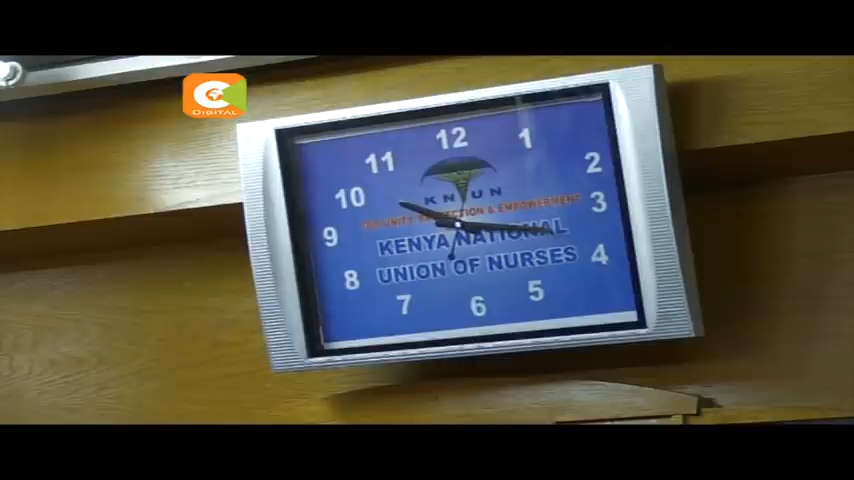 C
DIGITAL
12
11
1
10
2
KNUN
9
3
& EMPOWERMENT
KENYA NATIONAL
8
4
UNION OF NURSES
7
6
5